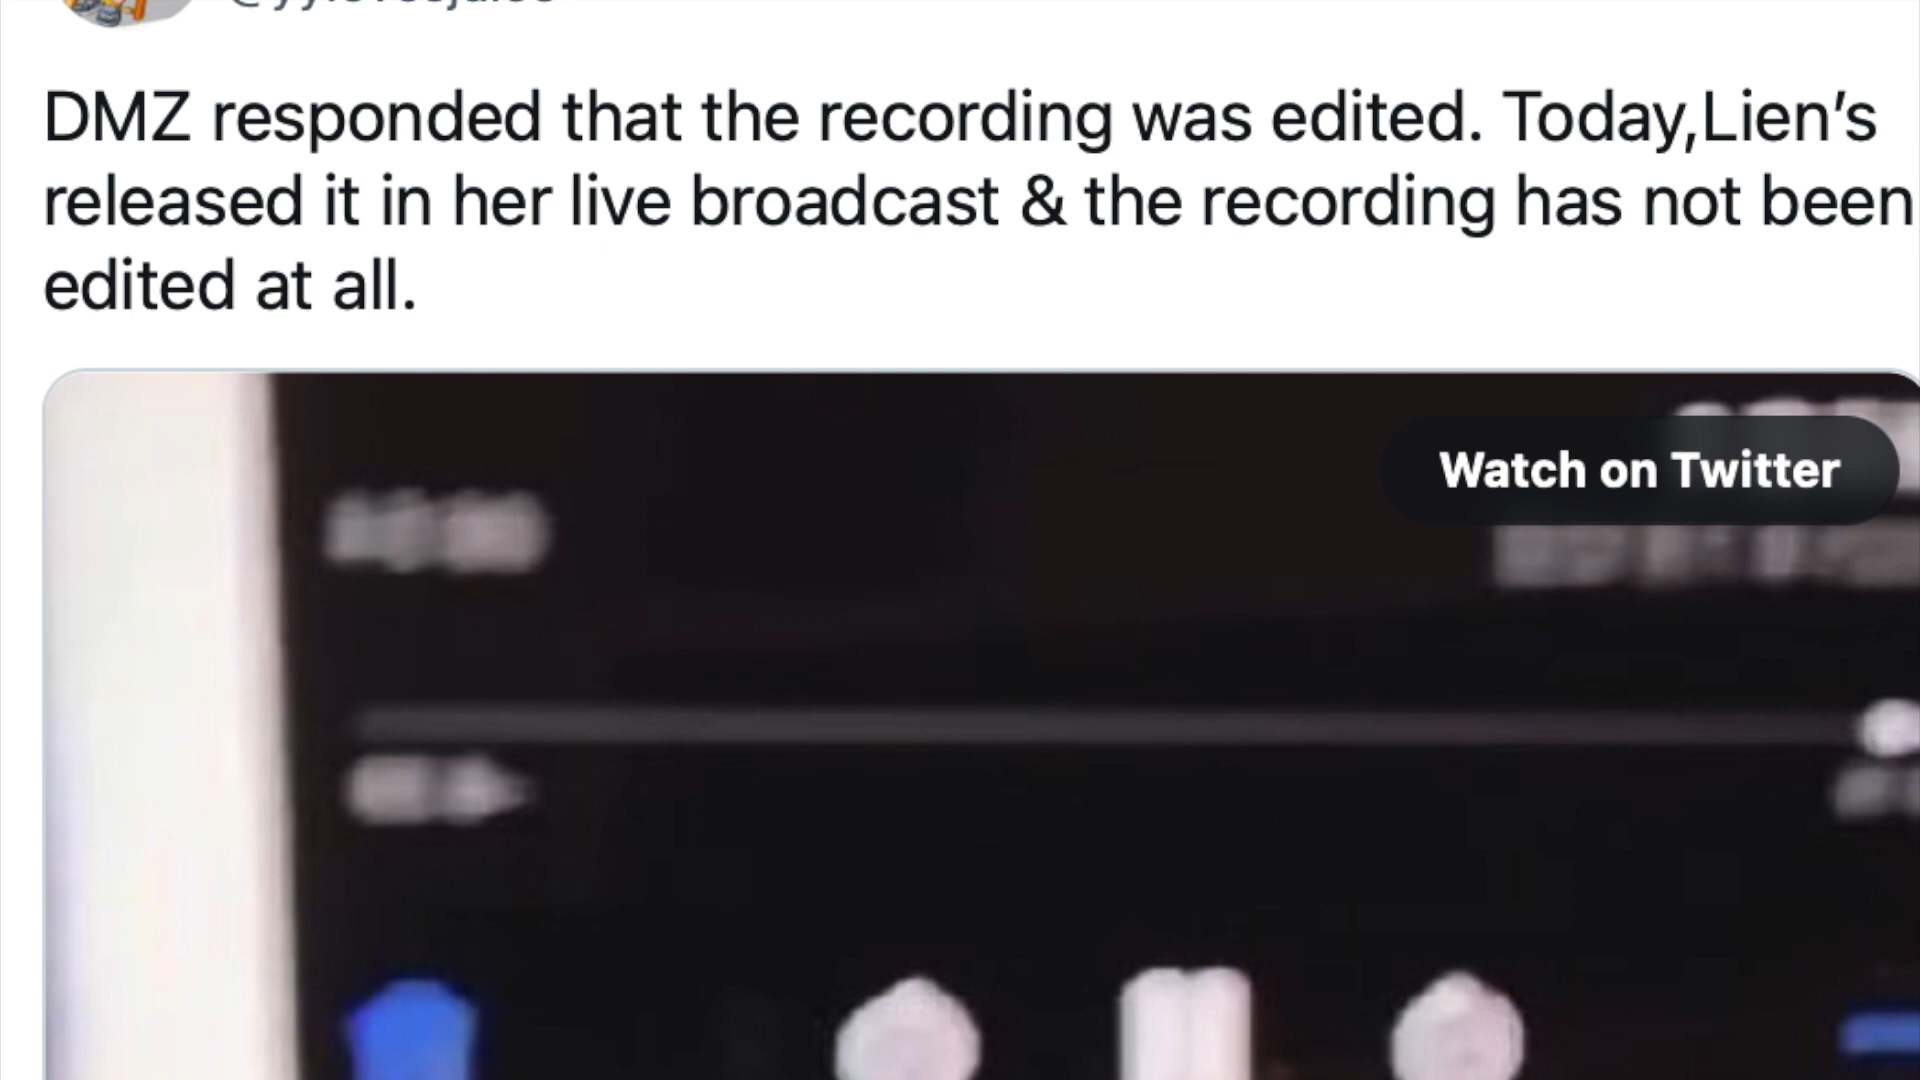 DMZ responded that the recording was edited. Today,Lien’s
released it in her live broadcast & the recording has not been
edited at all.
Watch on Twitter